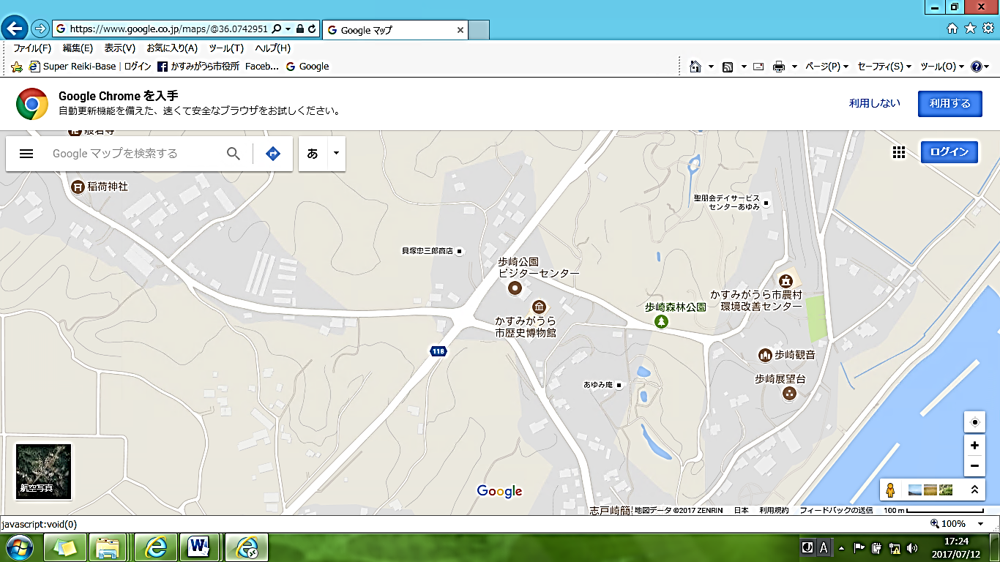 https://www.google.co.jp/maps/@36.0742951
Google マップ
ファイル(F) 編集(E) 表示(V) お気に入り(A) ツール(T) ヘルプ(H)
Super Reiki-Base | ログイン かすみがうら市役所 Faceb... Google
ページ(P) セーフティ(S) ツール(O)
Google Chrome を入手
自動更新機能を備えた、速くて安全なブラウザをお試しください。
利用しない 利用する
Google マップを検索する
あ
ログイン
稲荷神社
聖朋会デイサービス
センターあゆみ
貝塚忠三郎商店
歩崎公園
ビジターセンター
かすみがうら市農村
環境改善センター
歩崎森林公園
かすみがうら
市歴史博物館
118
歩崎観音
歩崎展望台
あゆみ庵
航空写真
Google
志戸崎簡
地図データ ©2017 ZENRIN 日本 利用規約 フィードバックの送信 100 m
javascript:void(0)
100%
A
17:24
2017/07/12